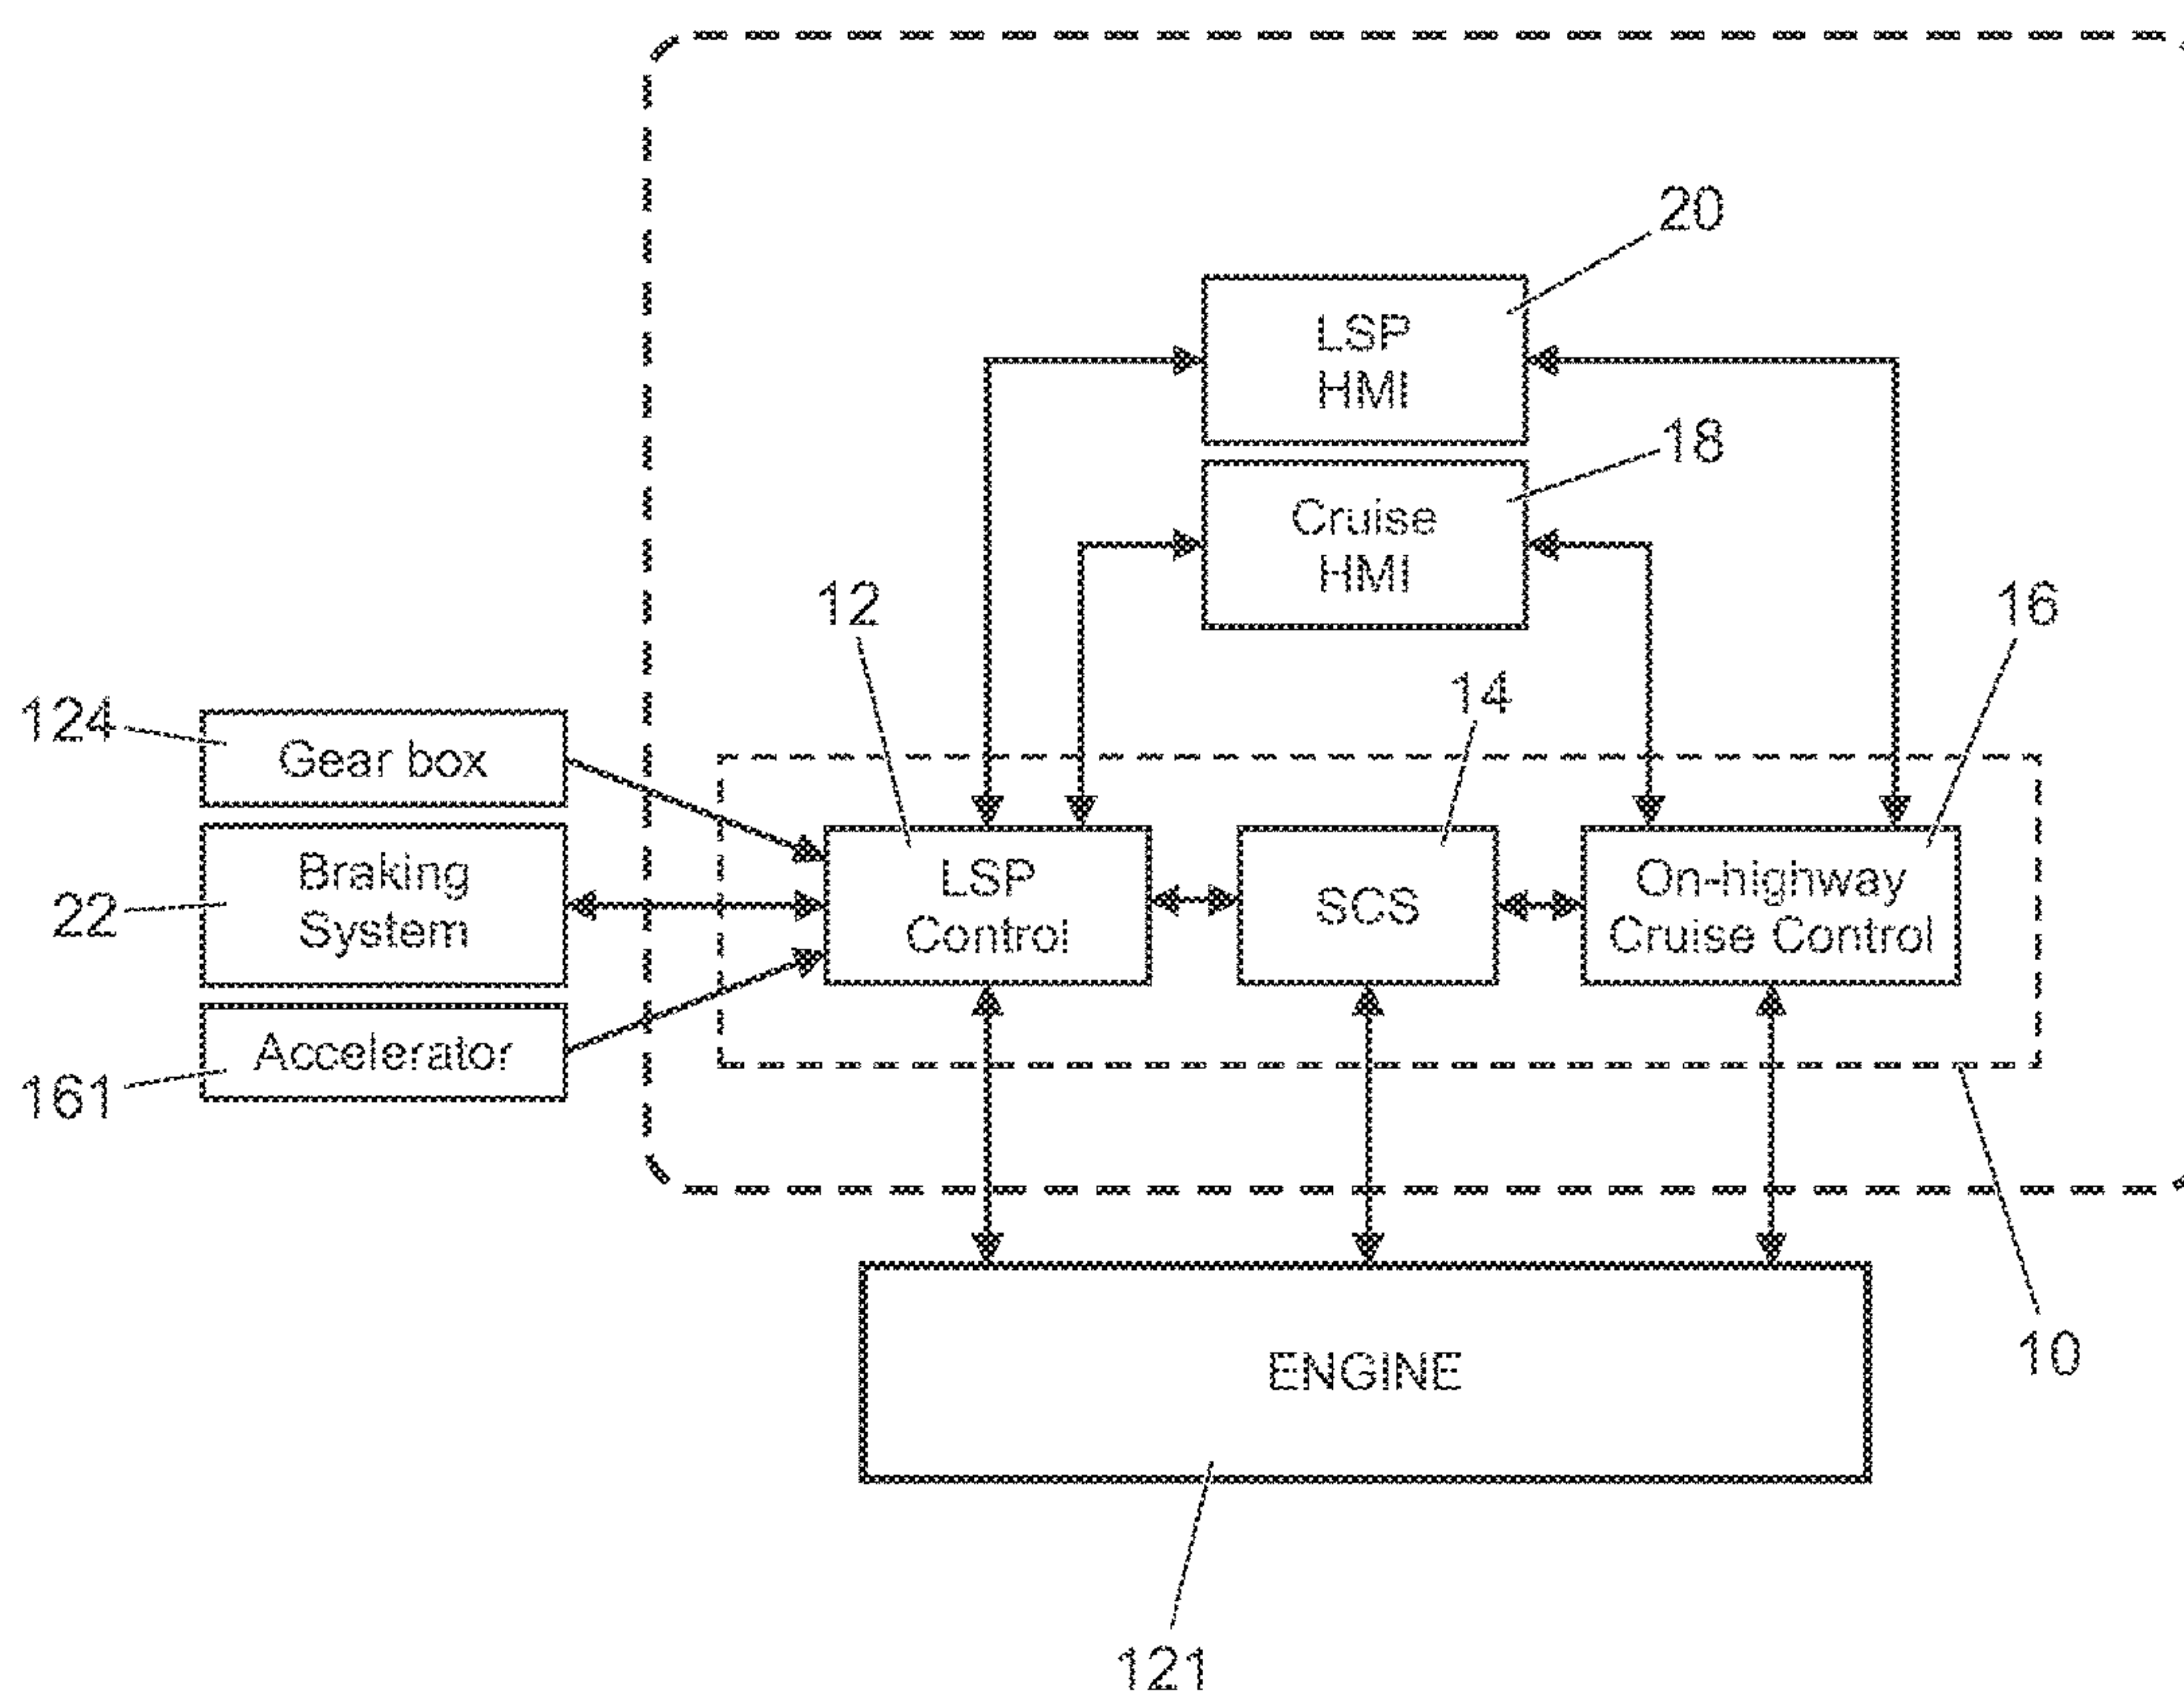 20
LSP
HMI
18
Cruise
HMI
12
16
14
124
Gear box
Braking
System
22
LSP
Control
SCS
On-highway
Cruise Control
Accelerator
161
10
ENGINE
121